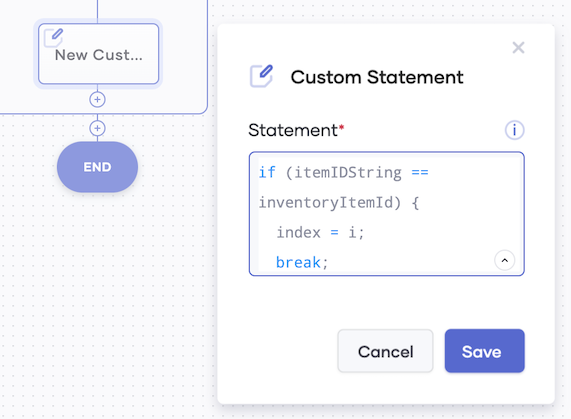 New Cust...
END
Custom Statement
Statement*
if (itemIDString ==
inventoryItemId) {
index = i;
break;
Cancel
Save